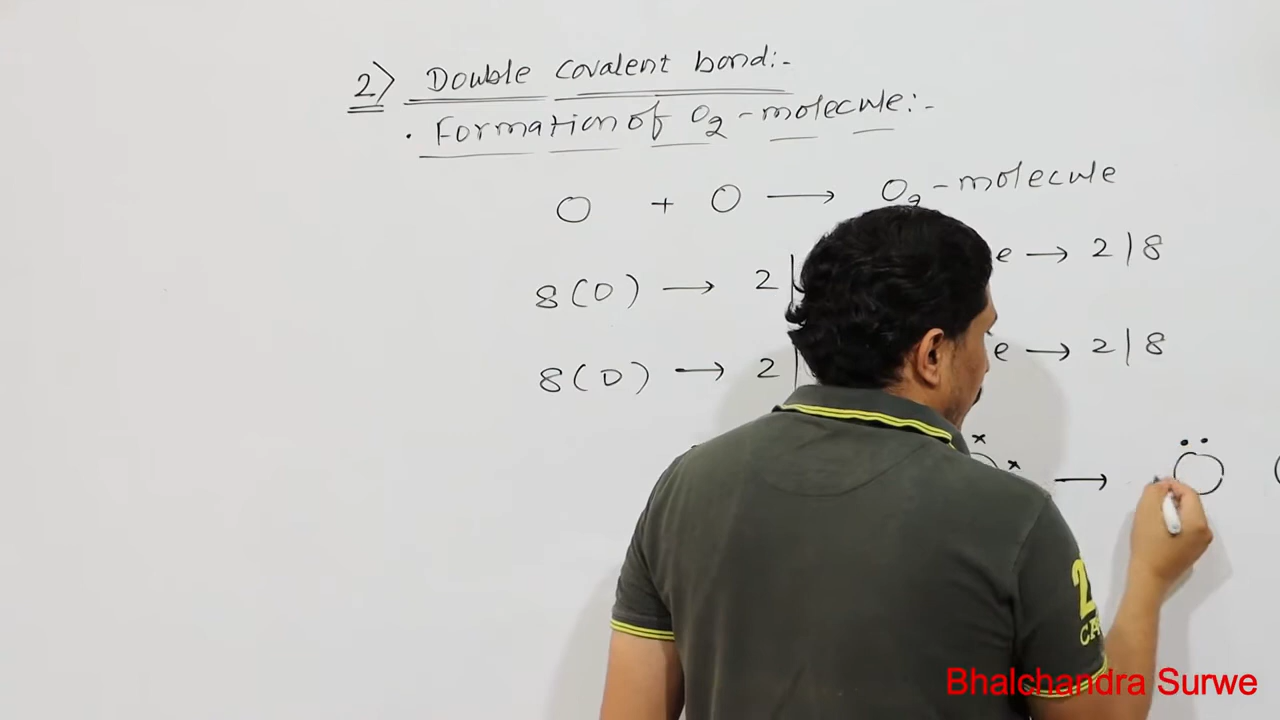 2) Double covalent bond:-
· Formation of O2 - molecule:-
O + O → O2 - molecule
8(O) → 2| e → 2|8
8(O) → 2| e → 2|8
x x → •• O
2
Bhalchandra Surwe